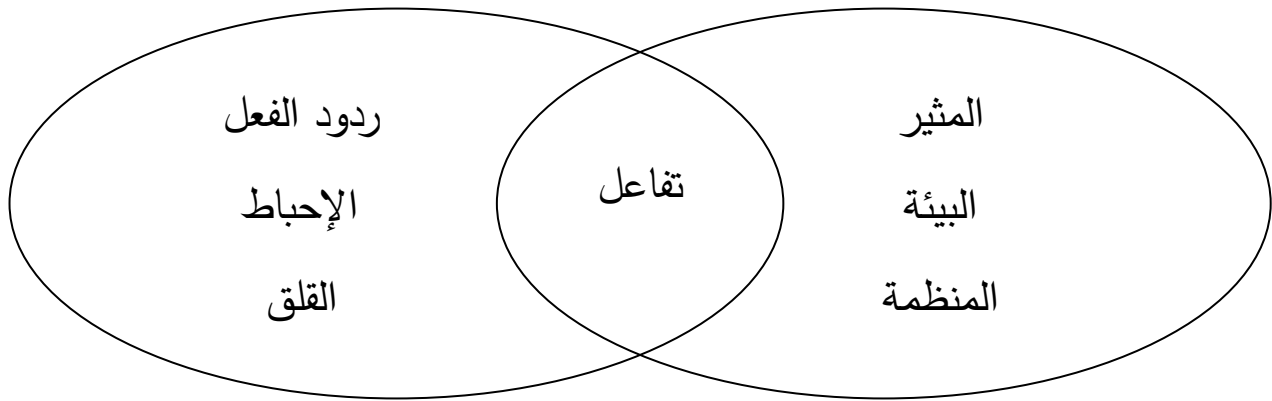 المثير
البيئة
المنظمة
تفاعل
ردود الفعل
الإحباط
القلق